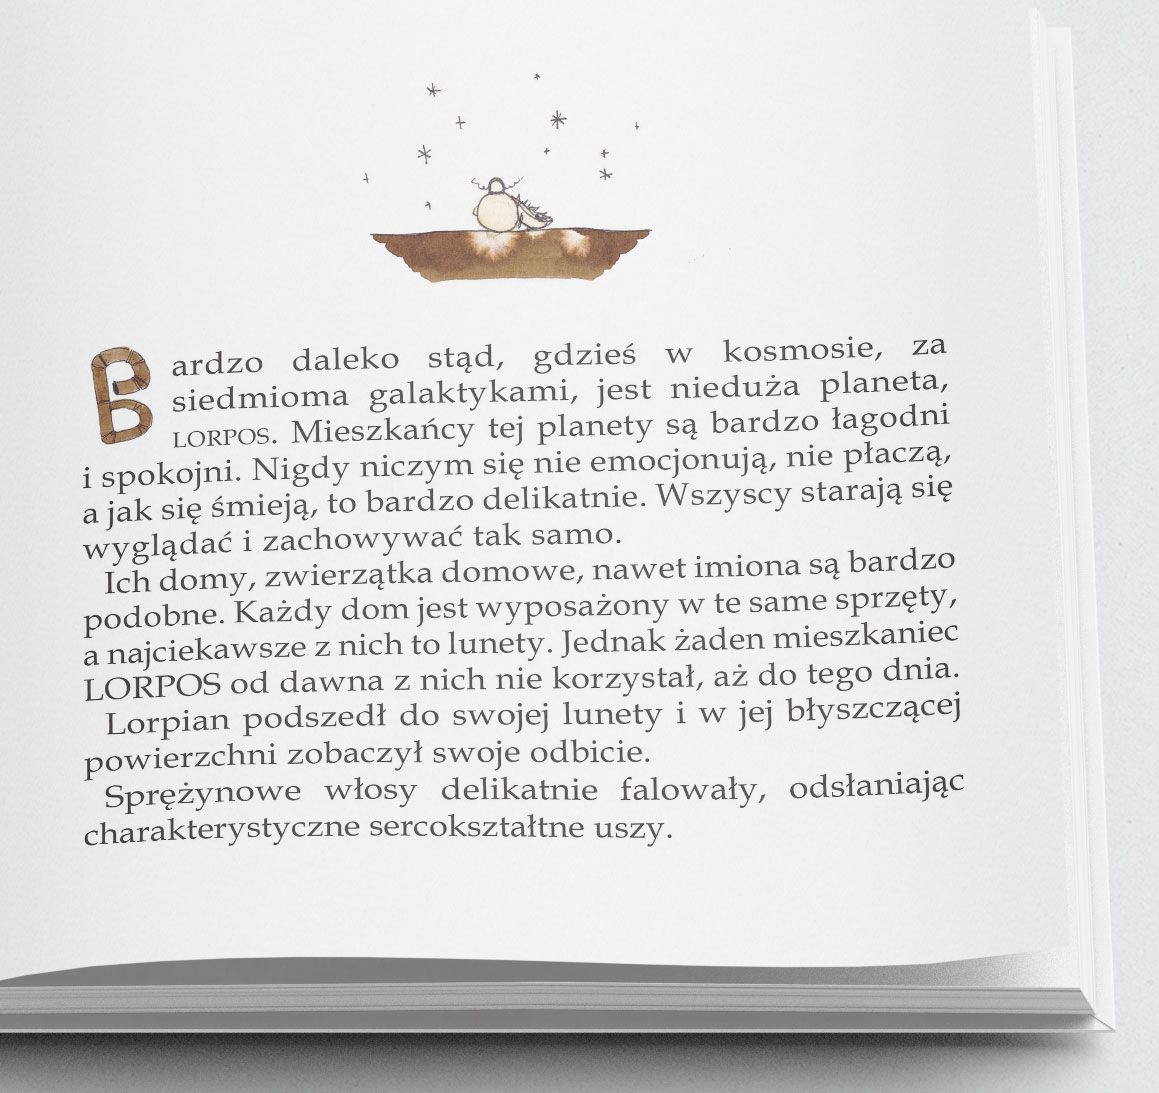 Bardzo daleko stąd, gdzieś w kosmosie, za
siedmioma galaktykami, jest nieduża planeta,
LORPOS. Mieszkańcy tej planety są bardzo łagodni
i spokojni. Nigdy niczym się nie emocjonują, nie płaczą,
a jak się śmieją, to bardzo delikatnie. Wszyscy starają się
wyglądać i zachowywać tak samo.
Ich domy, zwierzątka domowe, nawet imiona są bardzo
podobne. Każdy dom jest wyposażony w te same sprzęty,
a najciekawsze z nich to lunety. Jednak żaden mieszkaniec
LORPOS od dawna z nich nie korzystał, aż do tego dnia.
Lorpian podszedł do swojej lunety i w jej błyszczącej
powierzchni zobaczył swoje odbicie.
Sprężynowe włosy delikatnie falowały, odsłaniając
charakterystyczne sercokształtne uszy.